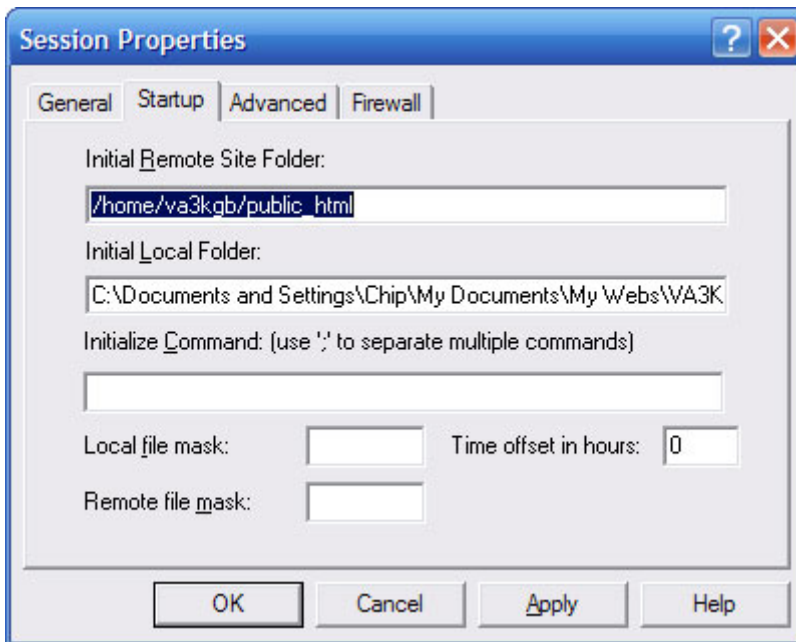 Session Properties
General Startup Advanced Firewall
Initial Remote Site Folder:
/home/va3kgb/public_html
Initial Local Folder:
C:\Documents and Settings\Chip\My Documents\My Webs\VA3K
Initialize Command: (use ';' to separate multiple commands)
Local file mask: Time offset in hours: 0
Remote file mask:
OK Cancel Apply Help